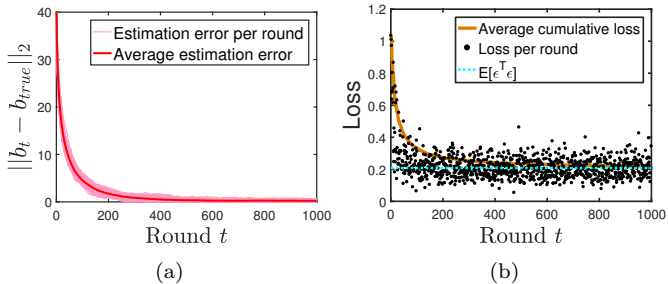 ||b_t − b_{true}||_2
40
30
20
10
0
0 200 400 600 800 1000
Round t
Estimation error per round
Average estimation error
(a)
Loss
1.2
1
0.8
0.6
0.4
0.2
0
0 200 400 600 800 1000
Round t
Average cumulative loss
Loss per round
E[ϵ^T ϵ]
(b)